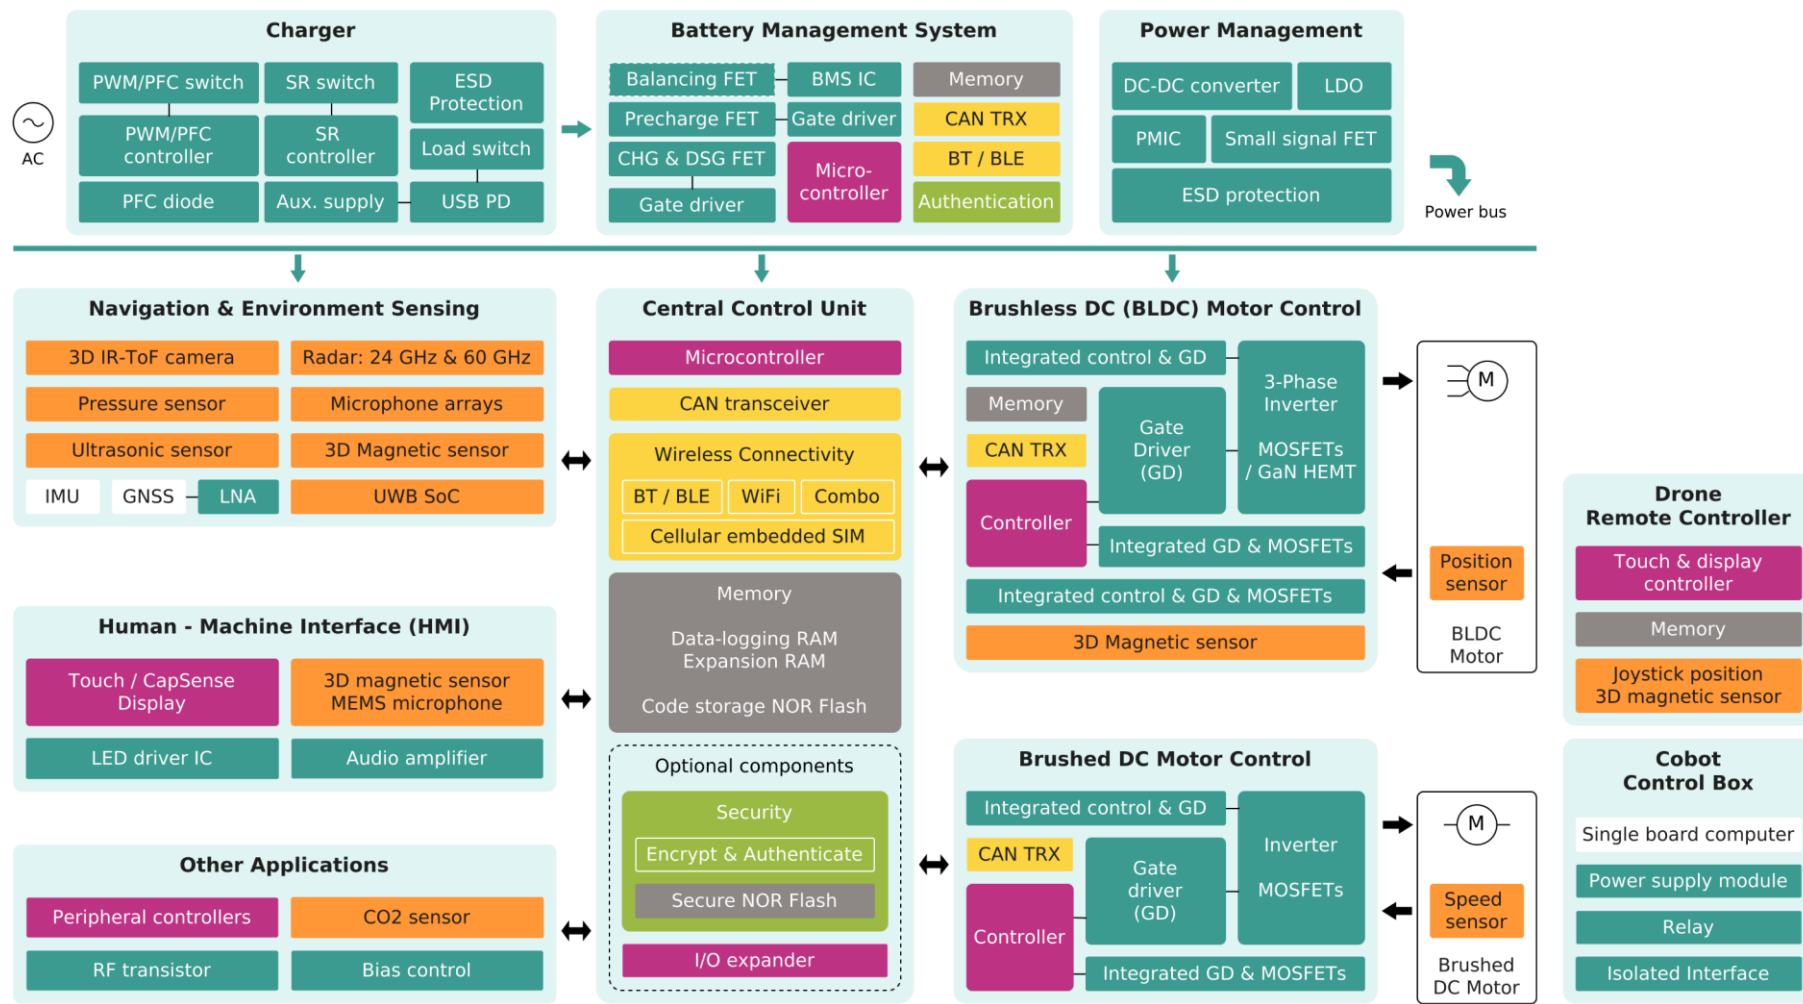 Charger
PWM/PFC switch
SR switch
ESD
Protection
PWM/PFC
controller
SR
controller
Load switch
PFC diode
Aux. supply
USB PD
AC
Battery Management System
Balancing FET
BMS IC
Memory
Precharge FET
Gate driver
CAN TRX
CHG & DSG FET
Micro-
controller
BT / BLE
Gate driver
Authentication
Power Management
DC-DC converter
LDO
PMIC
Small signal FET
ESD protection
Power bus
Navigation & Environment Sensing
3D IR-ToF camera
Radar: 24 GHz & 60 GHz
Pressure sensor
Microphone arrays
Ultrasonic sensor
3D Magnetic sensor
IMU
GNSS
LNA
UWB SoC
Human - Machine Interface (HMI)
Touch / CapSense
Display
3D magnetic sensor
MEMS microphone
LED driver IC
Audio amplifier
Other Applications
Peripheral controllers
CO2 sensor
RF transistor
Bias control
Central Control Unit
Microcontroller
CAN transceiver
Wireless Connectivity
BT / BLE
WiFi
Combo
Cellular embedded SIM
Memory
Data-logging RAM
Expansion RAM
Code storage NOR Flash
Optional components
Security
Encrypt & Authenticate
Secure NOR Flash
I/O expander
Brushless DC (BLDC) Motor Control
Integrated control & GD
3-Phase
Inverter
MOSFETs
/ GaN HEMT
Memory
Gate
Driver
(GD)
CAN TRX
Controller
Integrated GD & MOSFETs
Integrated control & GD & MOSFETs
3D Magnetic sensor
M
Position
sensor
BLDC
Motor
Brushed DC Motor Control
Integrated control & GD
Inverter
MOSFETs
CAN TRX
Gate
driver
(GD)
Controller
Integrated GD & MOSFETs
M
Speed
sensor
Brushed
DC Motor
Drone
Remote Controller
Touch & display
controller
Memory
Joystick position
3D magnetic sensor
Cobot
Control Box
Single board computer
Power supply module
Relay
Isolated Interface